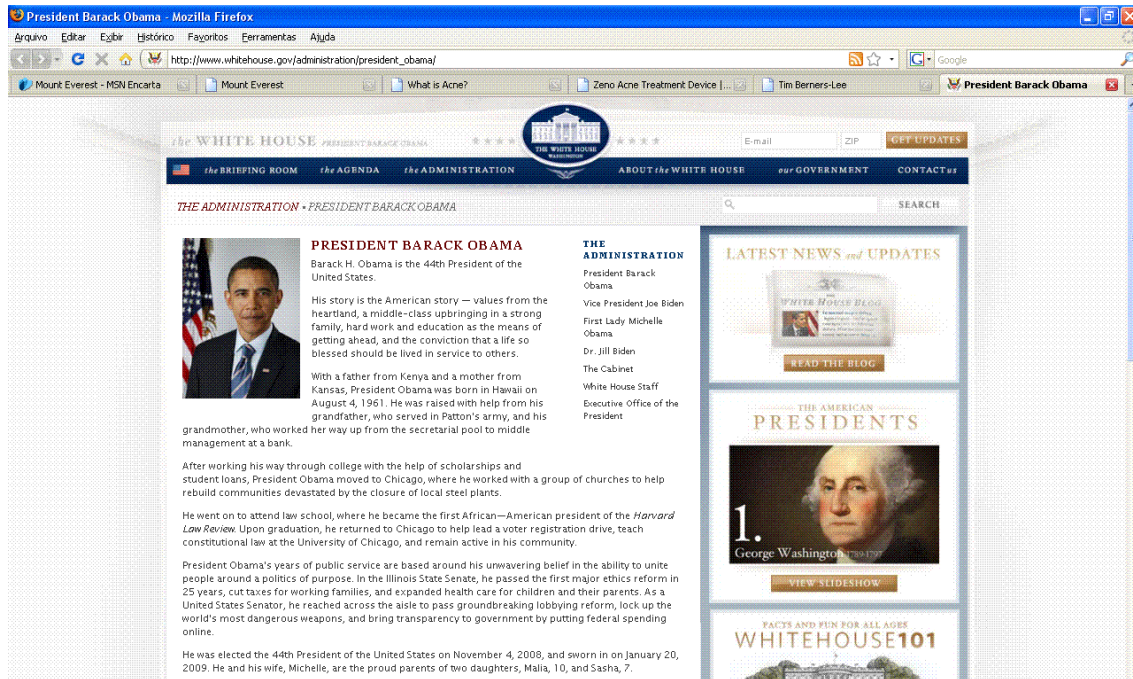 President Barack Obama - Mozilla Firefox
Arquivo Editar Exibir Histórico Favoritos Ferramentas Ajuda
http://www.whitehouse.gov/administration/president_obama/
Google
Mount Everest - MSN Encarta
Mount Everest
What is Acne?
Zeno Acne Treatment Device |...
Tim Berners-Lee
President Barack Obama
the WHITE HOUSE PRESIDENT BARACK OBAMA
THE WHITE HOUSE
WASHINGTON
E-mail
ZIP
GET UPDATES
the BRIEFING ROOM
the AGENDA
the ADMINISTRATION
ABOUT the WHITE HOUSE
our GOVERNMENT
CONTACT us
THE ADMINISTRATION • PRESIDENT BARACK OBAMA
SEARCH
PRESIDENT BARACK OBAMA
Barack H. Obama is the 44th President of the
United States.
His story is the American story — values from the
heartland, a middle-class upbringing in a strong
family, hard work and education as the means of
getting ahead, and the conviction that a life so
blessed should be lived in service to others.
With a father from Kenya and a mother from
Kansas, President Obama was born in Hawaii on
August 4, 1961. He was raised with help from his
grandfather, who served in Patton's army, and his
grandmother, who worked her way up from the secretarial pool to middle
management at a bank.
After working his way through college with the help of scholarships and
student loans, President Obama moved to Chicago, where he worked with a group of churches to help
rebuild communities devastated by the closure of local steel plants.
He went on to attend law school, where he became the first African—American president of the Harvard
Law Review. Upon graduation, he returned to Chicago to help lead a voter registration drive, teach
constitutional law at the University of Chicago, and remain active in his community.
President Obama's years of public service are based around his unwavering belief in the ability to unite
people around a politics of purpose. In the Illinois State Senate, he passed the first major ethics reform in
25 years, cut taxes for working families, and expanded health care for children and their parents. As a
United States Senator, he reached across the aisle to pass groundbreaking lobbying reform, lock up the
world's most dangerous weapons, and bring transparency to government by putting federal spending
online.
He was elected the 44th President of the United States on November 4, 2008, and sworn in on January 20,
2009. He and his wife, Michelle, are the proud parents of two daughters, Malia, 10, and Sasha, 7.
THE
ADMINISTRATION
President Barack
Obama
Vice President Joe Biden
First Lady Michelle
Obama
Dr. Jill Biden
The Cabinet
White House Staff
Executive Office of the
President
LATEST NEWS and UPDATES
WHITE HOUSE BLOG
READ THE BLOG
THE AMERICAN
PRESIDENTS
1.
George Washington 1789-1797
VIEW SLIDESHOW
FACTS AND FUN FOR ALL AGES
WHITEHOUSE101